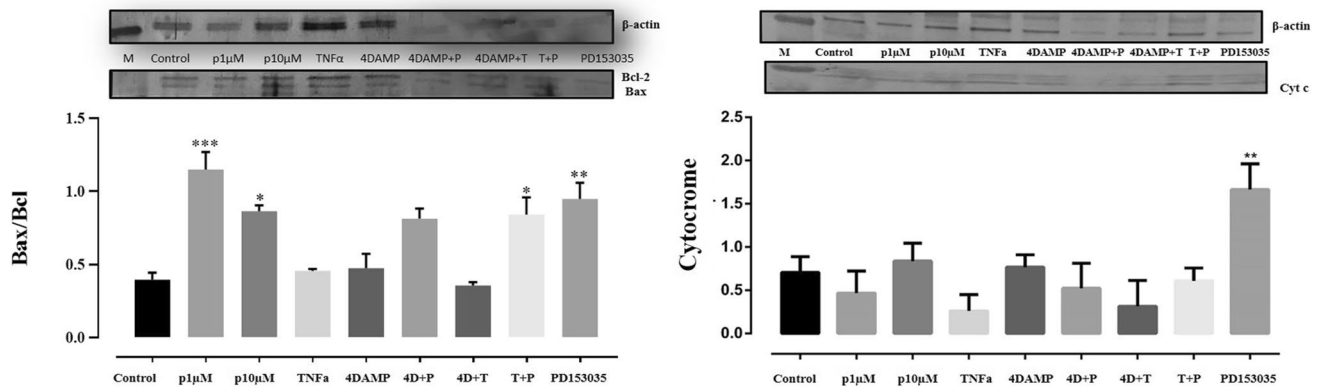 β-actin
M Control p1μM p10μM TNFα 4DAMP 4DAMP+P 4DAMP+T T+P PD153035
Bcl-2
Bax
Bax/Bcl
1.5
1.0
0.5
0.0
***
*
*
**
Control p1μM p10μM TNFa 4DAMP 4D+P 4D+T T+P PD153035
β-actin
M Control p1μM p10μM TNFa 4DAMP 4DAMP+P 4DAMP+T T+P PD153035
Cyt c
Cytocrome
2.5
2.0
1.5
1.0
0.5
0.0
**
Control p1μM p10μM TNFa 4DAMP 4D+P 4D+T T+P PD153035